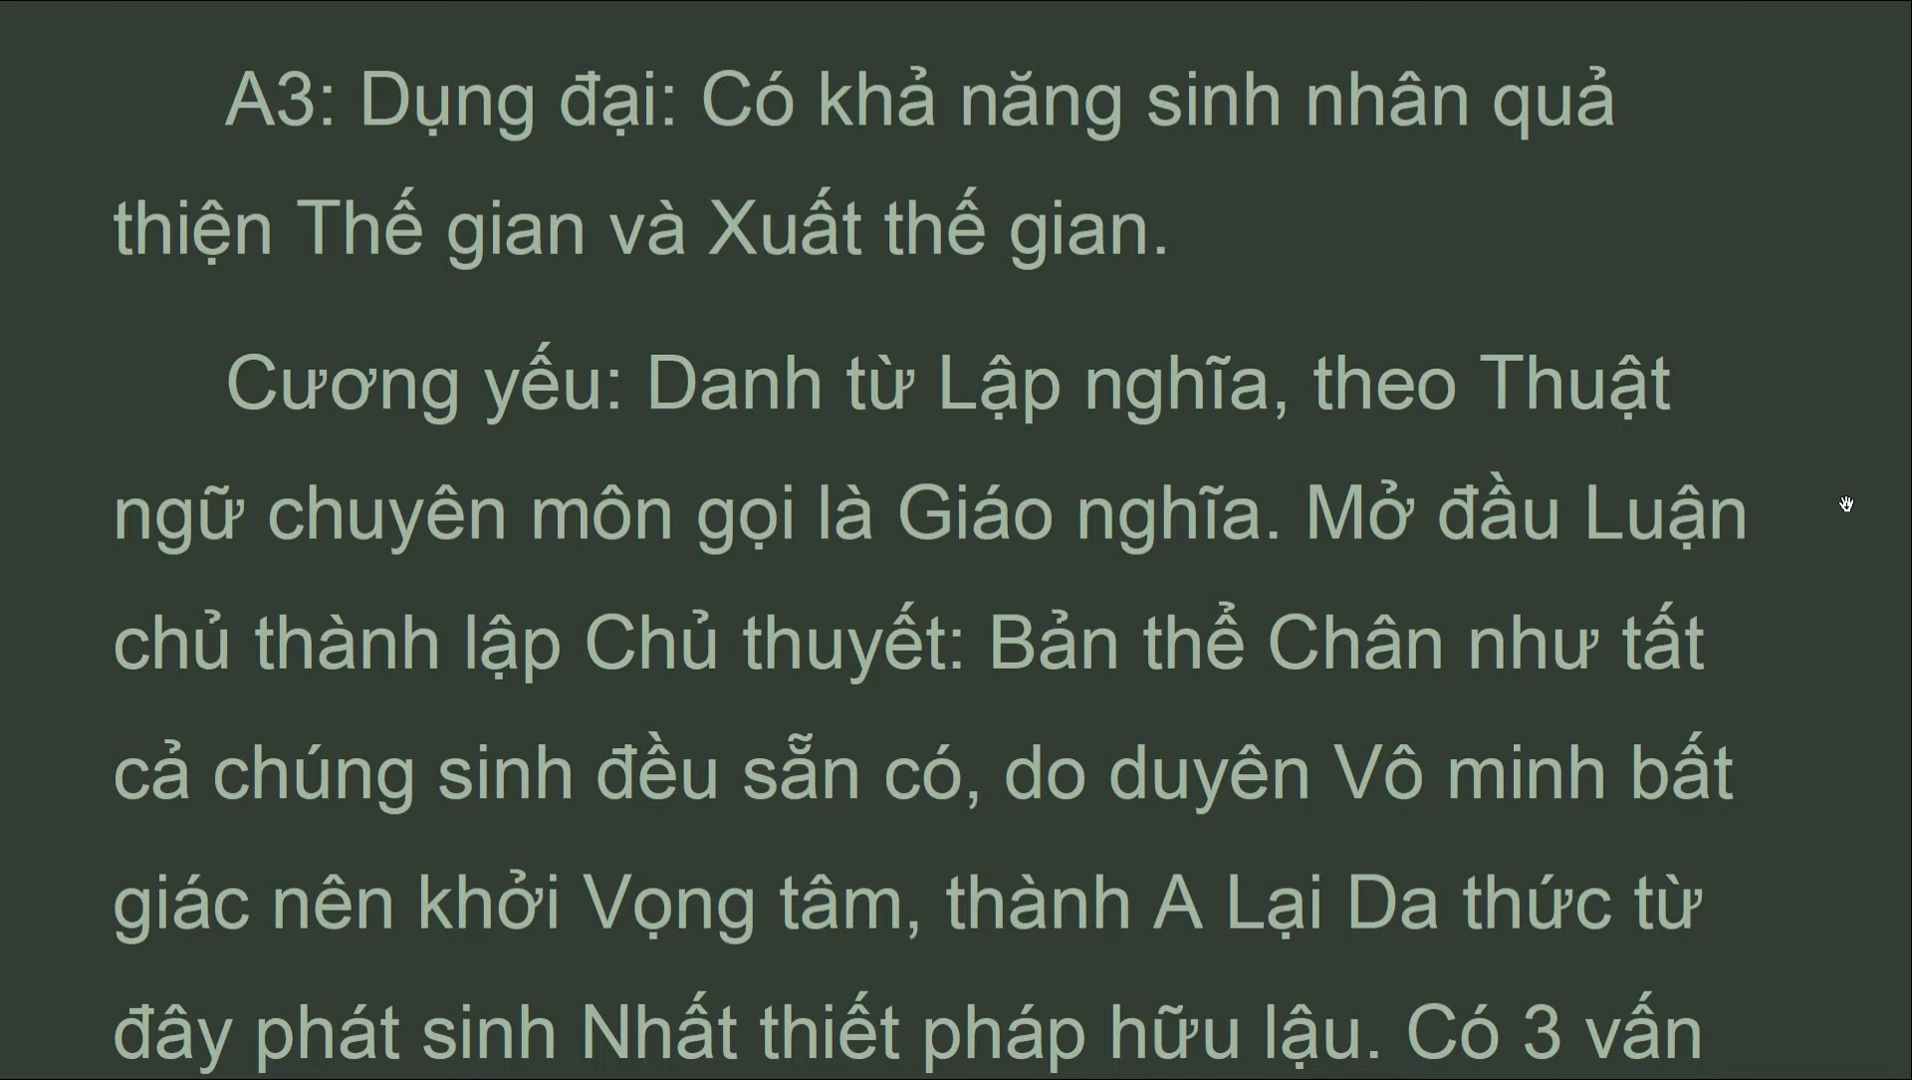 A3: Dụng đại: Có khả năng sinh nhân quả
thiện Thế gian và Xuất thế gian.
Cương yếu: Danh từ Lập nghĩa, theo Thuật
ngữ chuyên môn gọi là Giáo nghĩa. Mở đầu Luận
chủ thành lập Chủ thuyết: Bản thể Chân như tất
cả chúng sinh đều sẵn có, do duyên Vô minh bất
giác nên khởi Vọng tâm, thành A Lại Da thức từ
đây phát sinh Nhất thiết pháp hữu lậu. Có 3 vấn